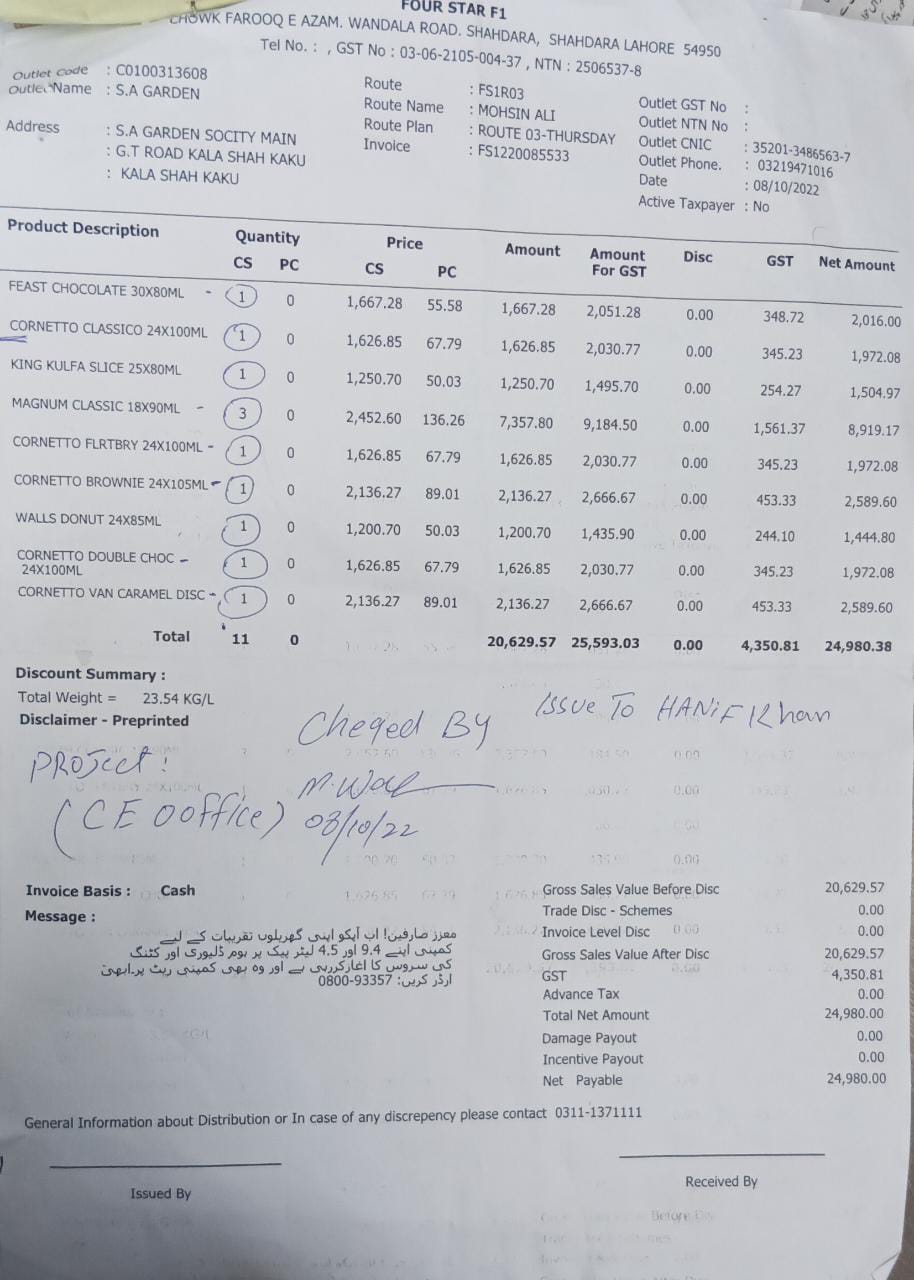 FOUR STAR F1
CHOWK FAROOQ E AZAM. WANDALA ROAD. SHAHDARA, SHAHDARA LAHORE 54950
Tel No. : , GST No : 03-06-2105-004-37 , NTN : 2506537-8
Outlet Code : C0100313608
Outlet Name : S.A GARDEN
Address : S.A GARDEN SOCITY MAIN
: G.T ROAD KALA SHAH KAKU
: KALA SHAH KAKU
Route : FS1R03
Route Name : MOHSIN ALI
Route Plan : ROUTE 03-THURSDAY
Invoice : FS1220085533
Outlet GST No :
Outlet NTN No :
Outlet CNIC : 35201-3486563-7
Outlet Phone. : 03219471016
Date : 08/10/2022
Active Taxpayer : No
Product Description Quantity Price Amount Amount For GST Disc GST Net Amount
CS PC CS PC
FEAST CHOCOLATE 30X80ML - 1 0 1,667.28 55.58 1,667.28 2,051.28 0.00 348.72 2,016.00
CORNETTO CLASSICO 24X100ML 1 0 1,626.85 67.79 1,626.85 2,030.77 0.00 345.23 1,972.08
KING KULFA SLICE 25X80ML 1 0 1,250.70 50.03 1,250.70 1,495.70 0.00 254.27 1,504.97
MAGNUM CLASSIC 18X90ML - 3 0 2,452.60 136.26 7,357.80 9,184.50 0.00 1,561.37 8,919.17
CORNETTO FLRTBRY 24X100ML - 1 0 1,626.85 67.79 1,626.85 2,030.77 0.00 345.23 1,972.08
CORNETTO BROWNIE 24X105ML - 1 0 2,136.27 89.01 2,136.27 2,666.67 0.00 453.33 2,589.60
WALLS DONUT 24X85ML 1 0 1,200.70 50.03 1,200.70 1,435.90 0.00 244.10 1,444.80
CORNETTO DOUBLE CHOC - 1 0 1,626.85 67.79 1,626.85 2,030.77 0.00 345.23 1,972.08
24X100ML
CORNETTO VAN CARAMEL DISC - 1 0 2,136.27 89.01 2,136.27 2,666.67 0.00 453.33 2,589.60
Total 11 0 20,629.57 25,593.03 0.00 4,350.81 24,980.38
Discount Summary :
Total Weight = 23.54 KG/L
Disclaimer - Preprinted
Cheqed BY
Issue To HANiF Khan
PROJect :
(CE Office)
08/10/22
Invoice Basis : Cash
Message :
معزز صارفین! اب آپکو اپنی گھریلوں تقریبات کے لیے
کمپنی اپنے 9.4 اور 4.5 لیٹر پیک پر ہوم ڈلیوری اور کٹنگ
کی سروس کا آغازکررہی ہے اور وہ بھی کمپنی ریٹ پر.ابھی
آرڈر کریں: 93357-0800
Gross Sales Value Before Disc 20,629.57
Trade Disc - Schemes 0.00
Invoice Level Disc 0.00
Gross Sales Value After Disc 20,629.57
GST 4,350.81
Advance Tax 0.00
Total Net Amount 24,980.00
Damage Payout 0.00
Incentive Payout 0.00
Net Payable 24,980.00
General Information about Distribution or In case of any discrepency please contact 0311-1371111
Issued By
Received By